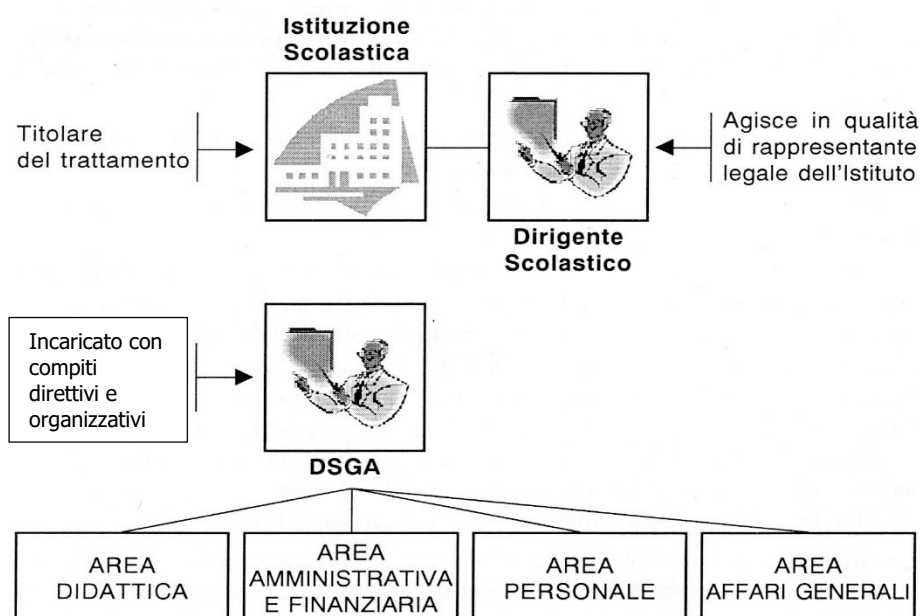 Istituzione
Scolastica
Titolare
del trattamento
Agisce in qualità
di rappresentante
legale dell'Istituto
Dirigente
Scolastico
Incaricato con
compiti
direttivi e
organizzativi
DSGA
AREA
DIDATTICA
AREA
AMMINISTRATIVA
E FINANZIARIA
AREA
PERSONALE
AREA
AFFARI GENERALI